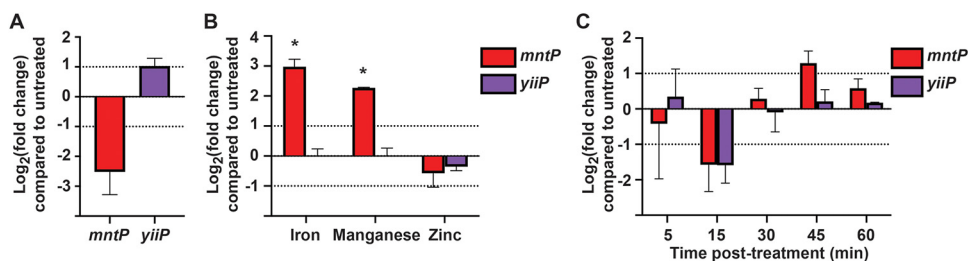 A
Log2(fold change)
compared to untreated
2
1
0
-1
-2
-3
mntP yiiP
B
Log2(fold change)
compared to untreated
4
3
2
1
0
-1
*
*
Iron Manganese Zinc
mntP
yiiP
C
Log2(fold change)
compared to untreated
2
1
0
-1
-2
5 15 30 45 60
Time post-treatment (min)
mntP
yiiP